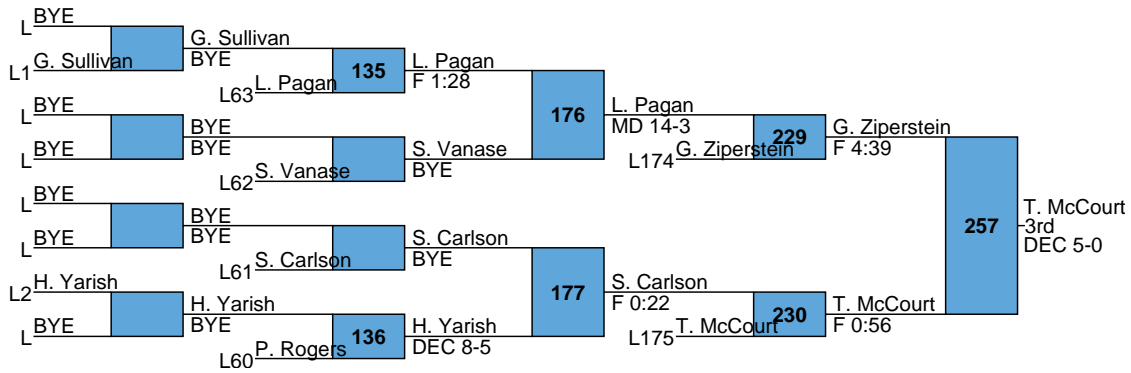 L BYE
L1 G. Sullivan
G. Sullivan
BYE
L63 L. Pagan
135
L. Pagan
F 1:28
L BYE
L BYE
BYE
BYE
L62 S. Vanase
S. Vanase
BYE
176
L. Pagan
MD 14-3
L174 G. Ziperstein
229
G. Ziperstein
F 4:39
L BYE
L BYE
BYE
BYE
L61 S. Carlson
S. Carlson
BYE
L2 H. Yarish
L BYE
H. Yarish
BYE
L60 P. Rogers
136
H. Yarish
DEC 8-5
177
S. Carlson
F 0:22
L175 T. McCourt
230
T. McCourt
F 0:56
257
T. McCourt
3rd
DEC 5-0